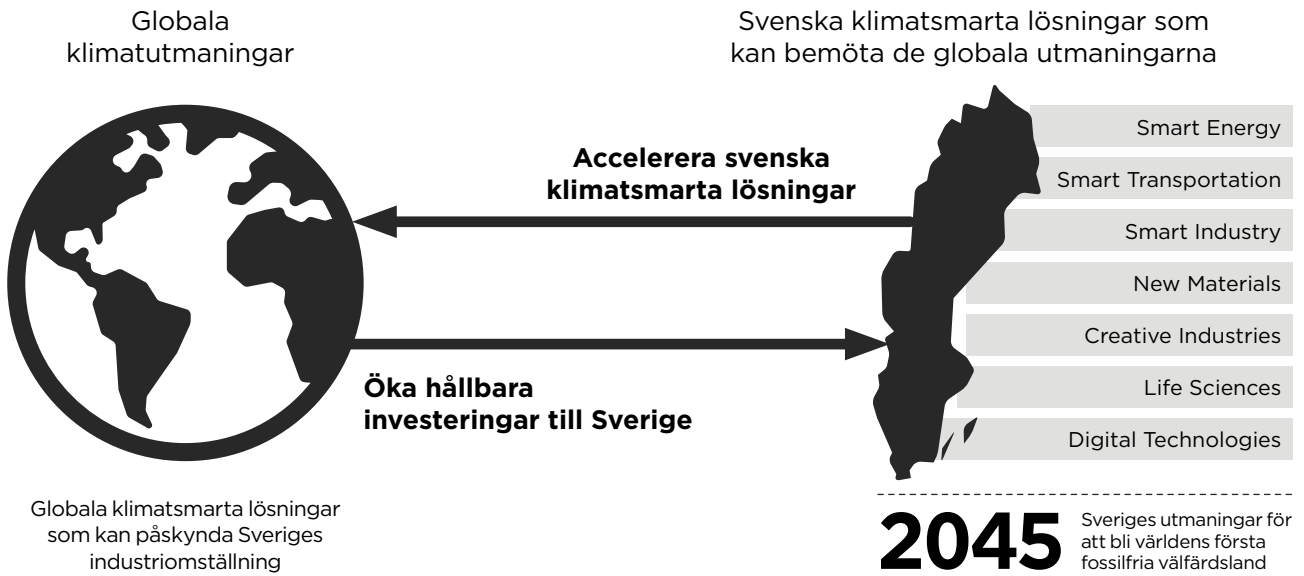 Globala
klimatutmaningar
Svenska klimatsmarta lösningar som
kan bemöta de globala utmaningarna
Accelerera svenska
klimatsmarta lösningar
Öka hållbara
investeringar till Sverige
Smart Energy
Smart Transportation
Smart Industry
New Materials
Creative Industries
Life Sciences
Digital Technologies
Globala klimatsmarta lösningar
som kan påskynda Sveriges
industriomställning
2045
Sveriges utmaningar för
att bli världens första
fossilfria välfärdsland